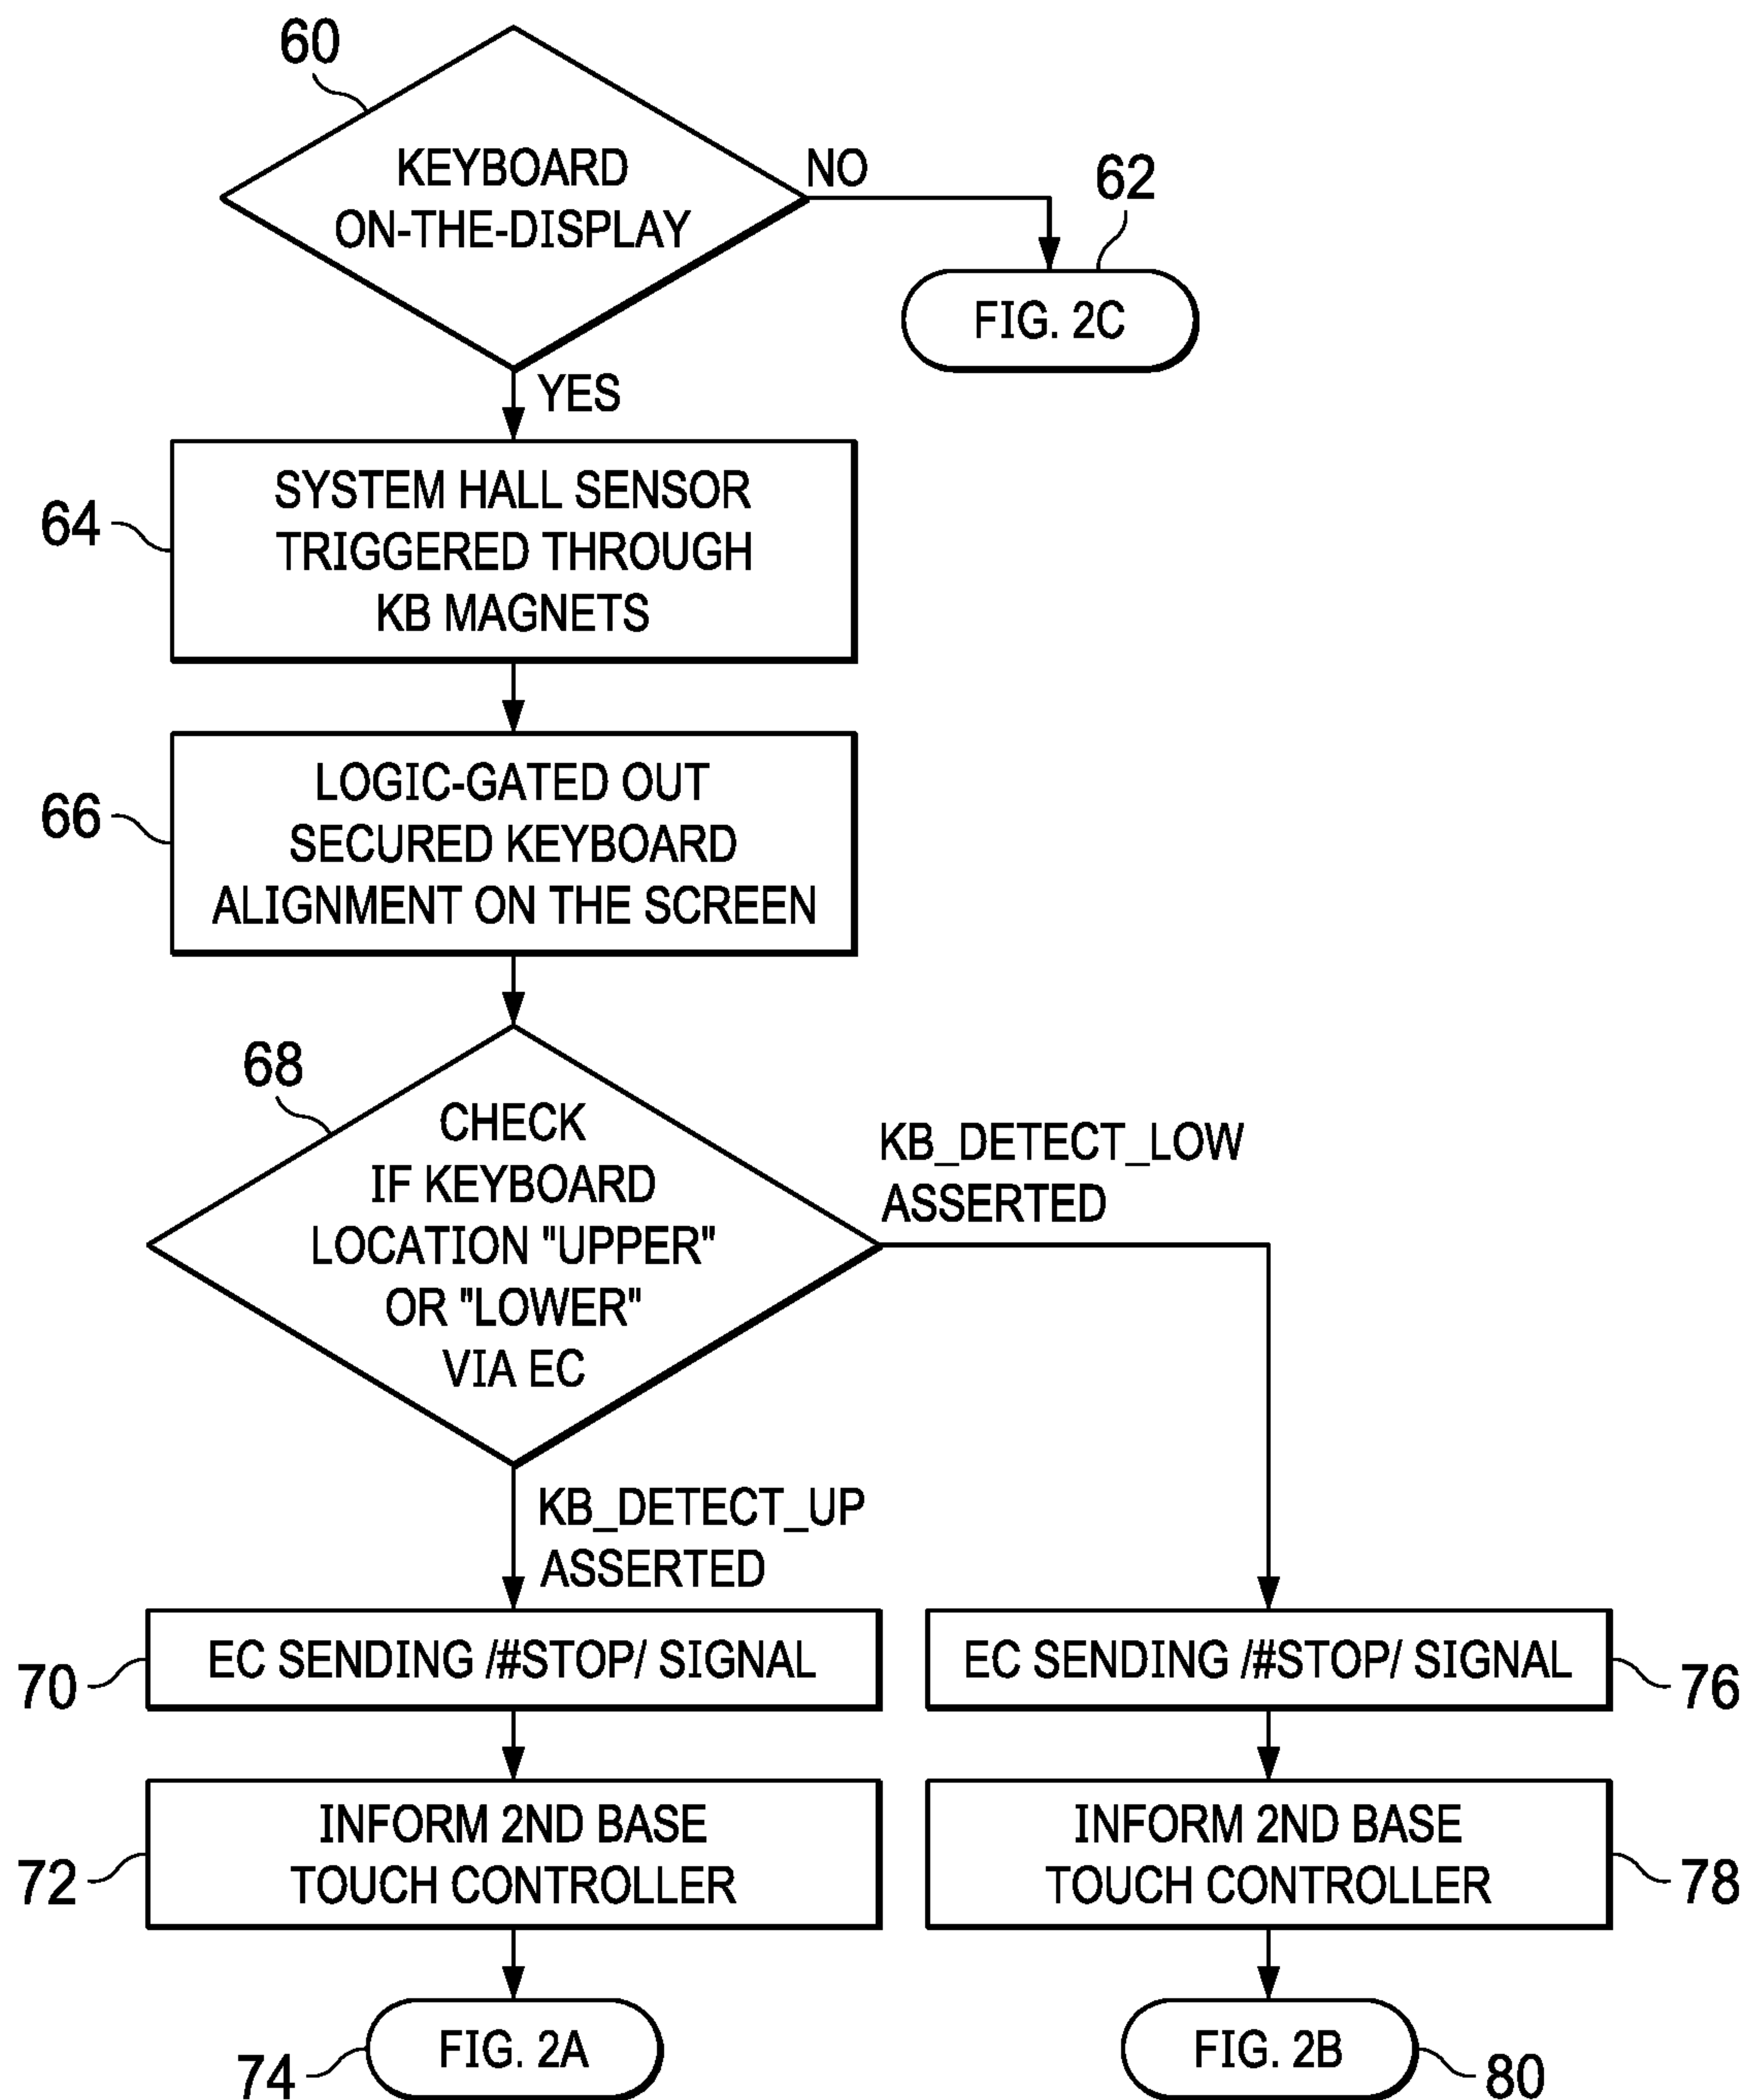 60
KEYBOARD
ON-THE-DISPLAY
NO
62
FIG. 2C
YES
64
SYSTEM HALL SENSOR
TRIGGERED THROUGH
KB MAGNETS
66
LOGIC-GATED OUT
SECURED KEYBOARD
ALIGNMENT ON THE SCREEN
68
CHECK
IF KEYBOARD
LOCATION "UPPER"
OR "LOWER"
VIA EC
KB_DETECT_LOW
ASSERTED
KB_DETECT_UP
ASSERTED
70
EC SENDING /#STOP/ SIGNAL
EC SENDING /#STOP/ SIGNAL
76
72
INFORM 2ND BASE
TOUCH CONTROLLER
INFORM 2ND BASE
TOUCH CONTROLLER
78
74
FIG. 2A
FIG. 2B
80